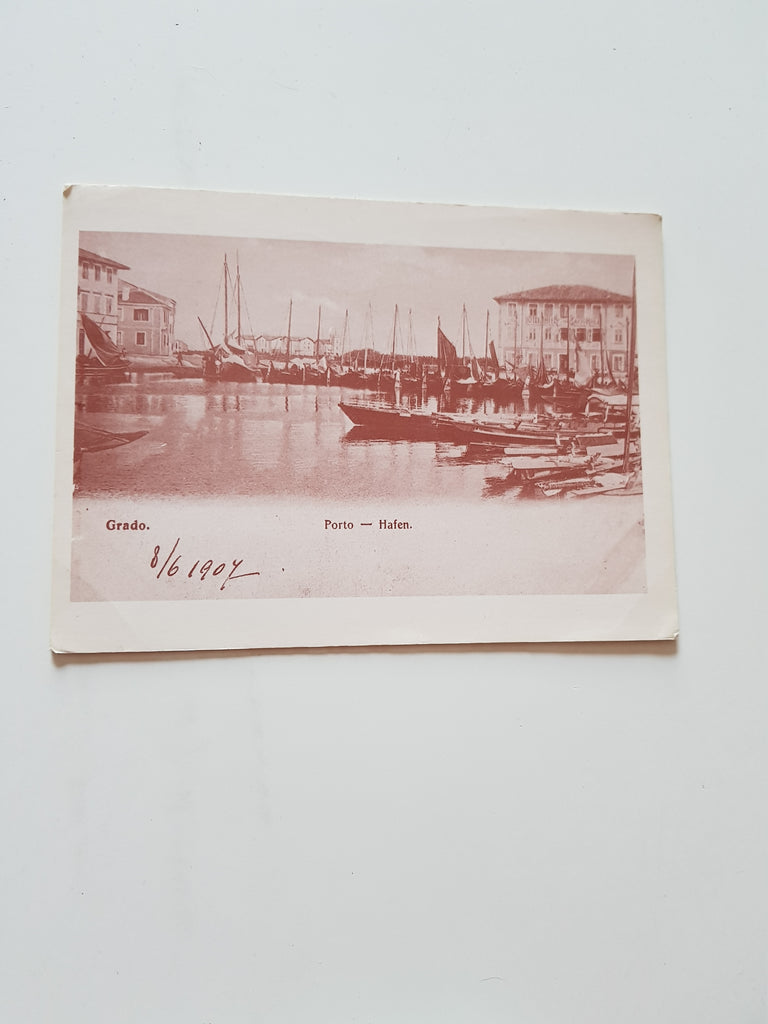 Grado.
Porto — Hafen.
8/6 1907